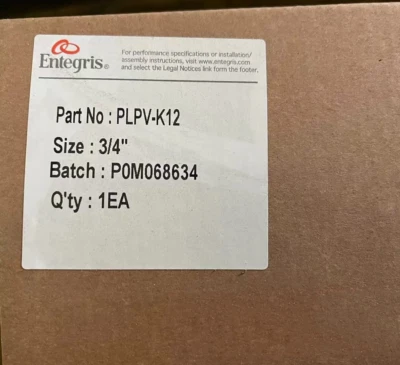 Entegris®
For performance specifications or installation/
assembly instructions, visit www.entegris.com
and select the Legal Notices link form the footer.
Part No : PLPV-K12
Size : 3/4"
Batch : P0M068634
Q'ty : 1EA